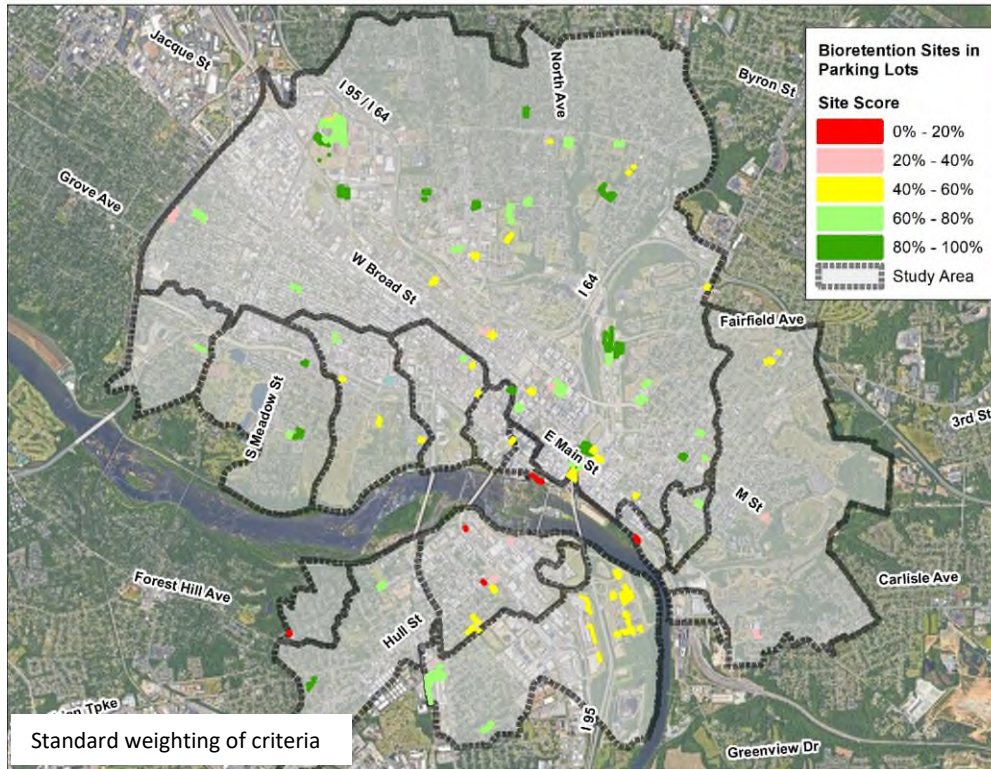 Jacque St
I 95 / I 64
North Ave
Byron St
Bioretention Sites in
Parking Lots
Site Score
0% - 20%
20% - 40%
40% - 60%
60% - 80%
80% - 100%
Study Area
Grove Ave
W Broad St
I 64
Fairfield Ave
S Meadow St
3rd St
E Main St
M St
Forest Hill Ave
Carlisle Ave
Hull St
Tpke
I 95
Greenview Dr
Standard weighting of criteria